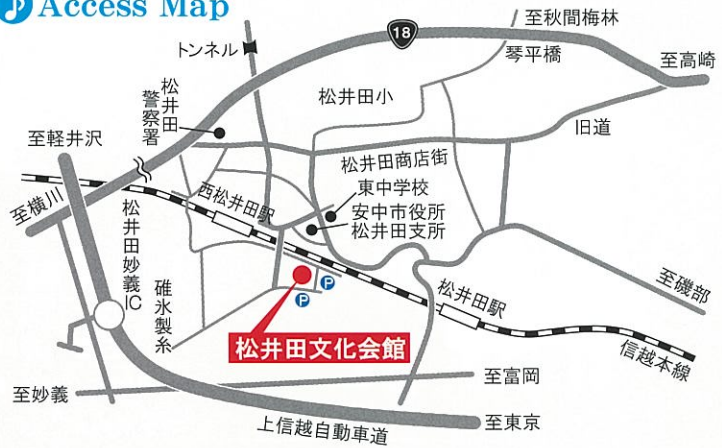 Access Map
18
至秋間梅林
トンネル
琴平橋
至高崎
松井田小
松井田
警察署
旧道
至軽井沢
松井田商店街
東中学校
西松井田駅
安中市役所
松井田支所
至横川
松井田妙義IC
碓氷製糸
P
P
松井田駅
至磯部
松井田文化会館
信越本線
至富岡
至妙義
上信越自動車道
至東京